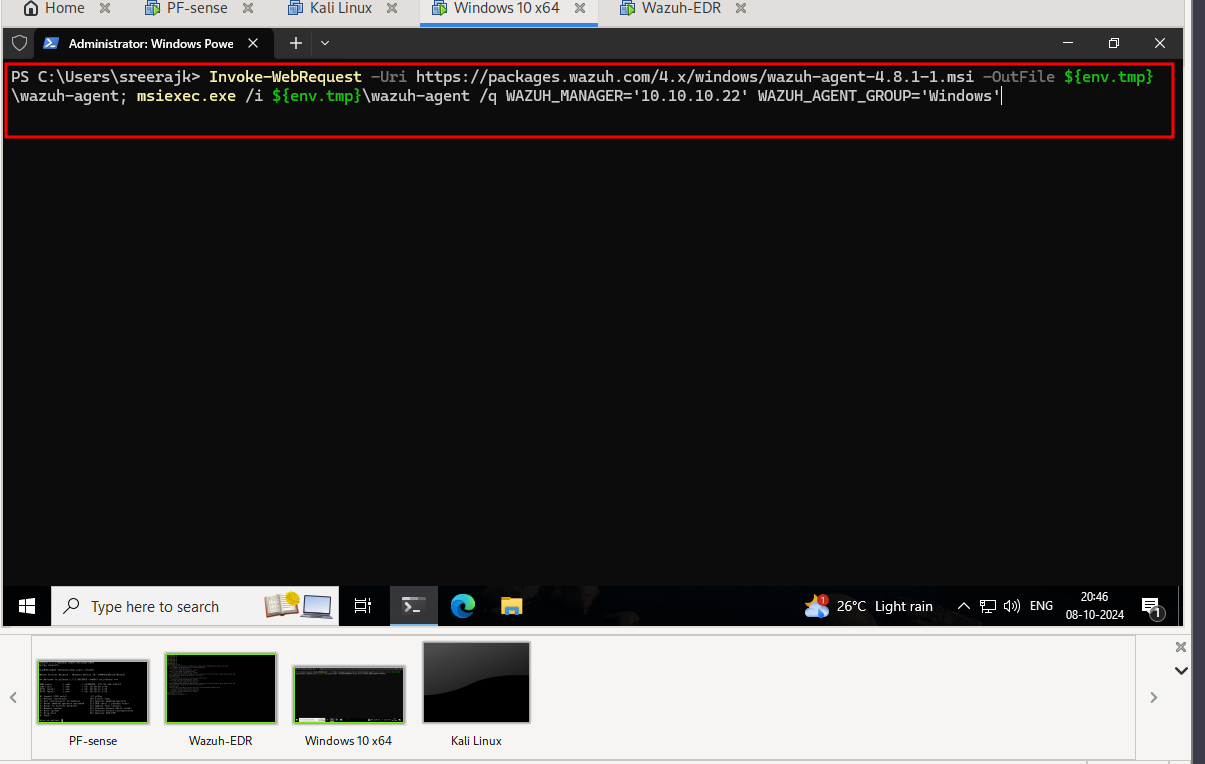 Home PF-sense Kali Linux Windows 10 x64 Wazuh-EDR
Administrator: Windows Powe
PS C:\Users\sreerajk> Invoke-WebRequest -Uri https://packages.wazuh.com/4.x/windows/wazuh-agent-4.8.1-1.msi -OutFile ${env.tmp}
\wazuh-agent; msiexec.exe /i ${env.tmp}\wazuh-agent /q WAZUH_MANAGER='10.10.10.22' WAZUH_AGENT_GROUP='Windows'
Type here to search
1
26°C Light rain
ENG
20:46
08-10-2024
1
PF-sense Wazuh-EDR Windows 10 x64 Kali Linux